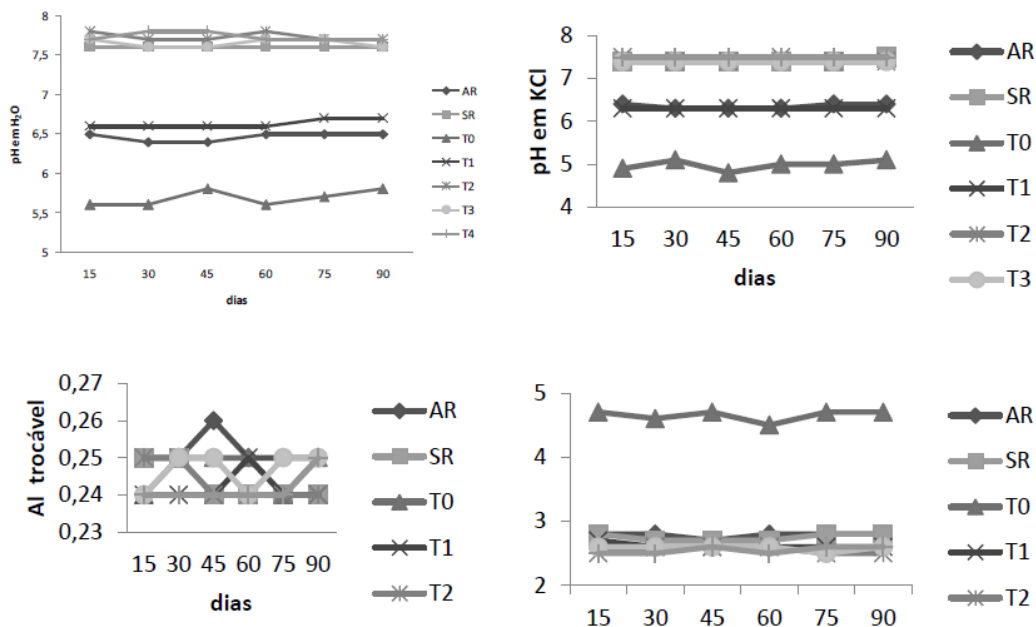 8
7,5
7
6,5
6
5,5
5
pH em H₂O
15 30 45 60 75 90
dias
AR
SR
T0
T1
T2
T3
T4
8
7
6
5
4
pH em KCl
15 30 45 60 75 90
dias
AR
SR
T0
T1
T2
T3
0,27
0,26
0,25
0,24
0,23
Al trocável
15 30 45 60 75 90
dias
AR
SR
T0
T1
T2
5
4
3
2
15 30 45 60 75 90
AR
SR
T0
T1
T2